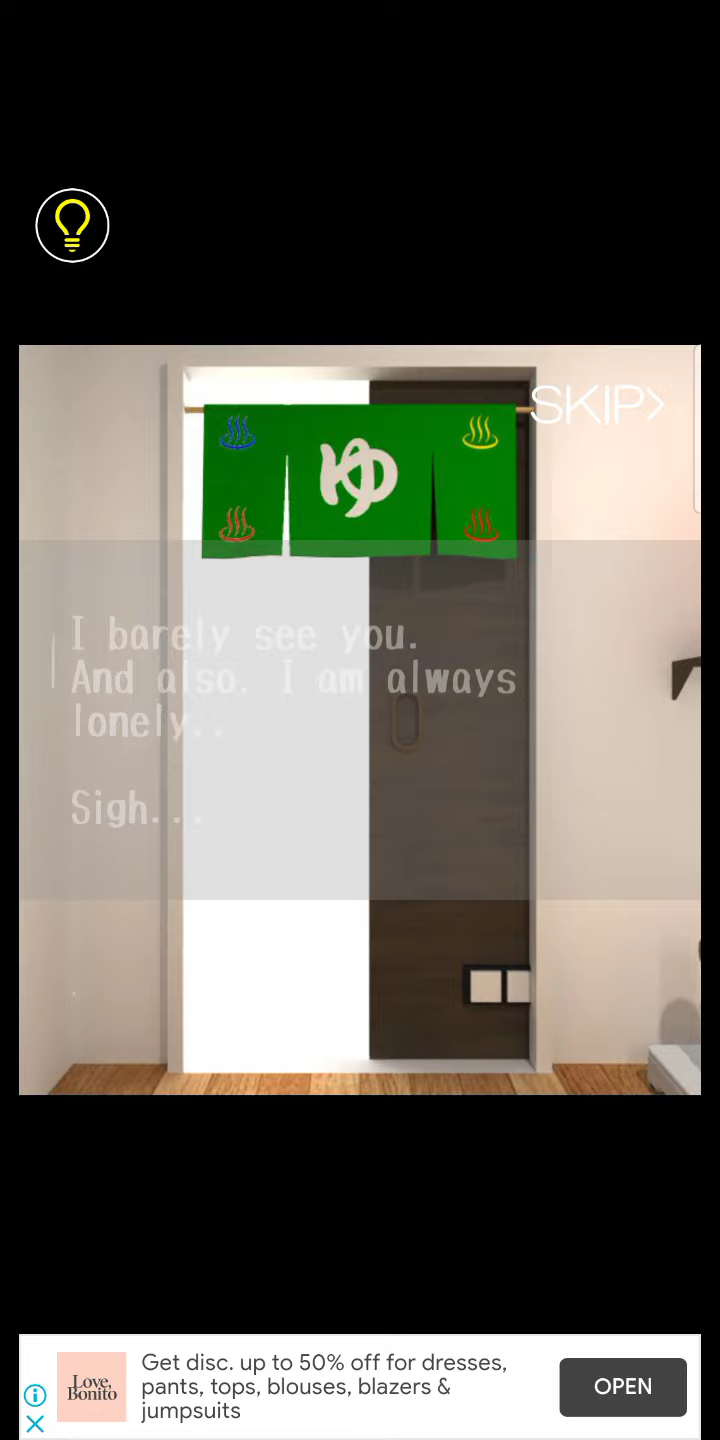 SKIP>
ゆ
I barely see you.
And also, I am always
lonely..
Sigh...
Love,
Bonito
Get disc. up to 50% off for dresses,
pants, tops, blouses, blazers &
jumpsuits
OPEN